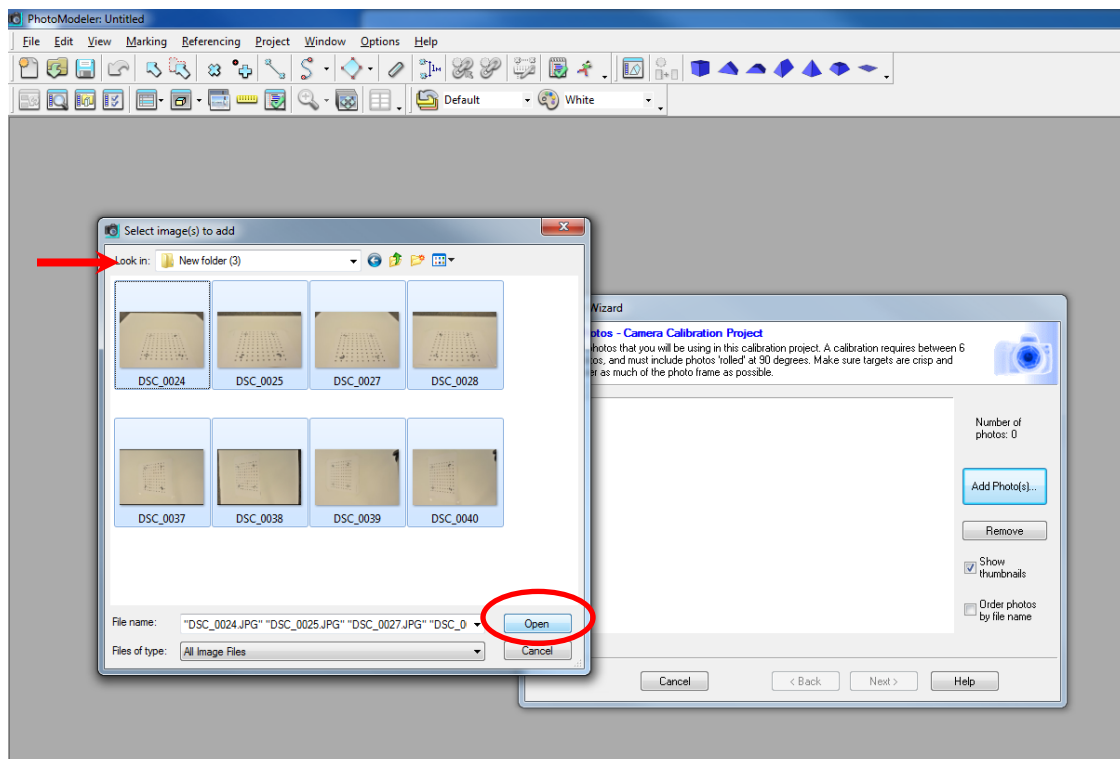 PhotoModeler: Untitled
File Edit View Marking Referencing Project Window Options Help
Default White
Select image(s) to add
Look in: New folder (3)
DSC_0024 DSC_0025 DSC_0027 DSC_0028
DSC_0037 DSC_0038 DSC_0039 DSC_0040
File name: "DSC_0024.JPG" "DSC_0025.JPG" "DSC_0027.JPG" "DSC_0
Open
Files of type: All Image Files
Cancel
Wizard
otos - Camera Calibration Project
hotos that you will be using in this calibration project. A calibration requires between 6
os, and must include photos 'rolled' at 90 degrees. Make sure targets are crisp and
er as much of the photo frame as possible.
Number of
photos: 0
Add Photo(s)...
Remove
Show
thumbnails
Order photos
by file name
Cancel < Back Next > Help